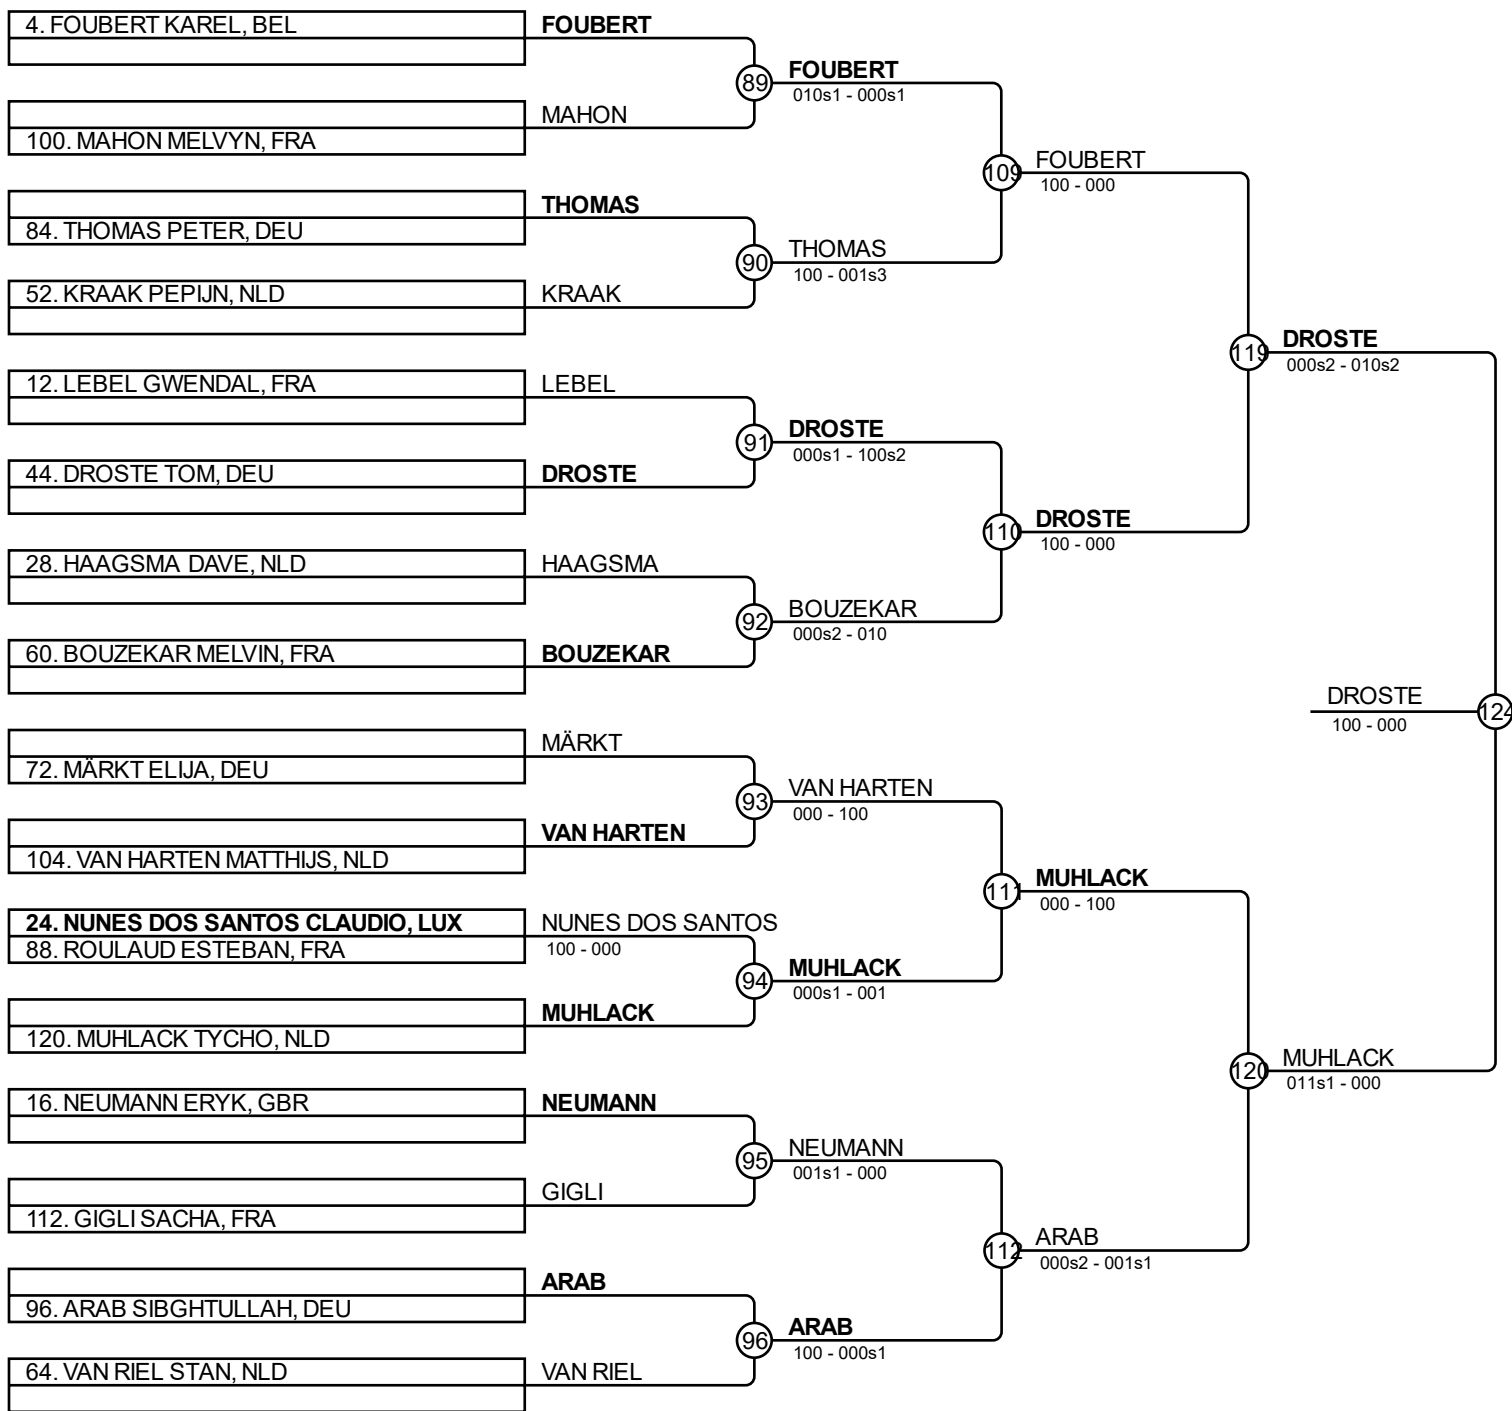 4. FOUBERT KAREL, BEL
100. MAHON MELVYN, FRA
84. THOMAS PETER, DEU
52. KRAAK PEPIJN, NLD
12. LEBEL GWENDAL, FRA
44. DROSTE TOM, DEU
28. HAAGSMA DAVE, NLD
60. BOUZEKAR MELVIN, FRA
72. MÄRKT ELIJA, DEU
104. VAN HARTEN MATTHIJS, NLD
24. NUNES DOS SANTOS CLAUDIO, LUX
88. ROULAUD ESTEBAN, FRA
120. MUHLACK TYCHO, NLD
16. NEUMANN ERYK, GBR
112. GIGLI SACHA, FRA
96. ARAB SIBGHTULLAH, DEU
64. VAN RIEL STAN, NLD
FOUBERT
MAHON
THOMAS
KRAAK
LEBEL
DROSTE
HAAGSMA
BOUZEKAR
MÄRKT
VAN HARTEN
NUNES DOS SANTOS
100 - 000
MUHLACK
NEUMANN
GIGLI
ARAB
VAN RIEL
89
90
91
92
93
94
95
96
FOUBERT
010s1 - 000s1
THOMAS
100 - 001s3
DROSTE
000s1 - 100s2
BOUZEKAR
000s2 - 010
VAN HARTEN
000 - 100
MUHLACK
000s1 - 001
NEUMANN
001s1 - 000
ARAB
100 - 000s1
109
110
111
112
FOUBERT
100 - 000
DROSTE
100 - 000
MUHLACK
000 - 100
ARAB
000s2 - 001s1
119
120
DROSTE
000s2 - 010s2
MUHLACK
011s1 - 000
DROSTE
100 - 000
124